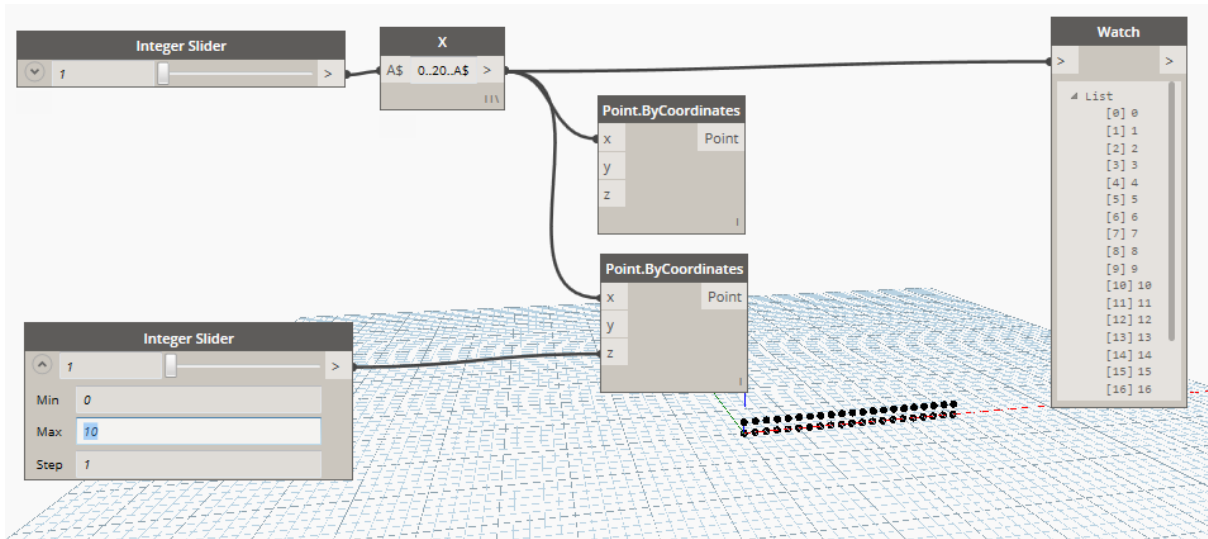 Integer Slider
1
>
X
A$ 0..20..A$ >
Point.ByCoordinates
x Point
y
z
Point.ByCoordinates
x Point
y
z
Integer Slider
1
>
Min 0
Max 10
Step 1
Watch
> >
List
[0] 0
[1] 1
[2] 2
[3] 3
[4] 4
[5] 5
[6] 6
[7] 7
[8] 8
[9] 9
[10] 10
[11] 11
[12] 12
[13] 13
[14] 14
[15] 15
[16] 16